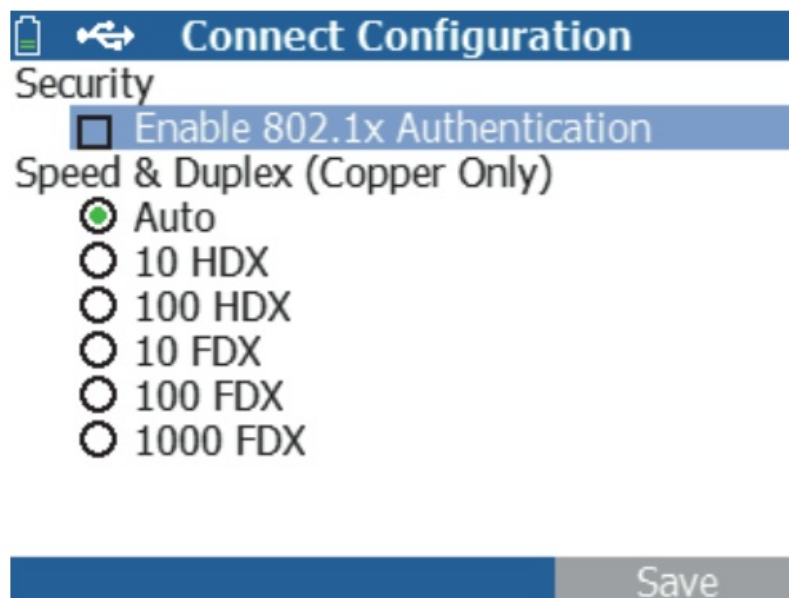 Connect Configuration
Security
Enable 802.1x Authentication
Speed & Duplex (Copper Only)
Auto
10 HDX
100 HDX
10 FDX
100 FDX
1000 FDX
Save